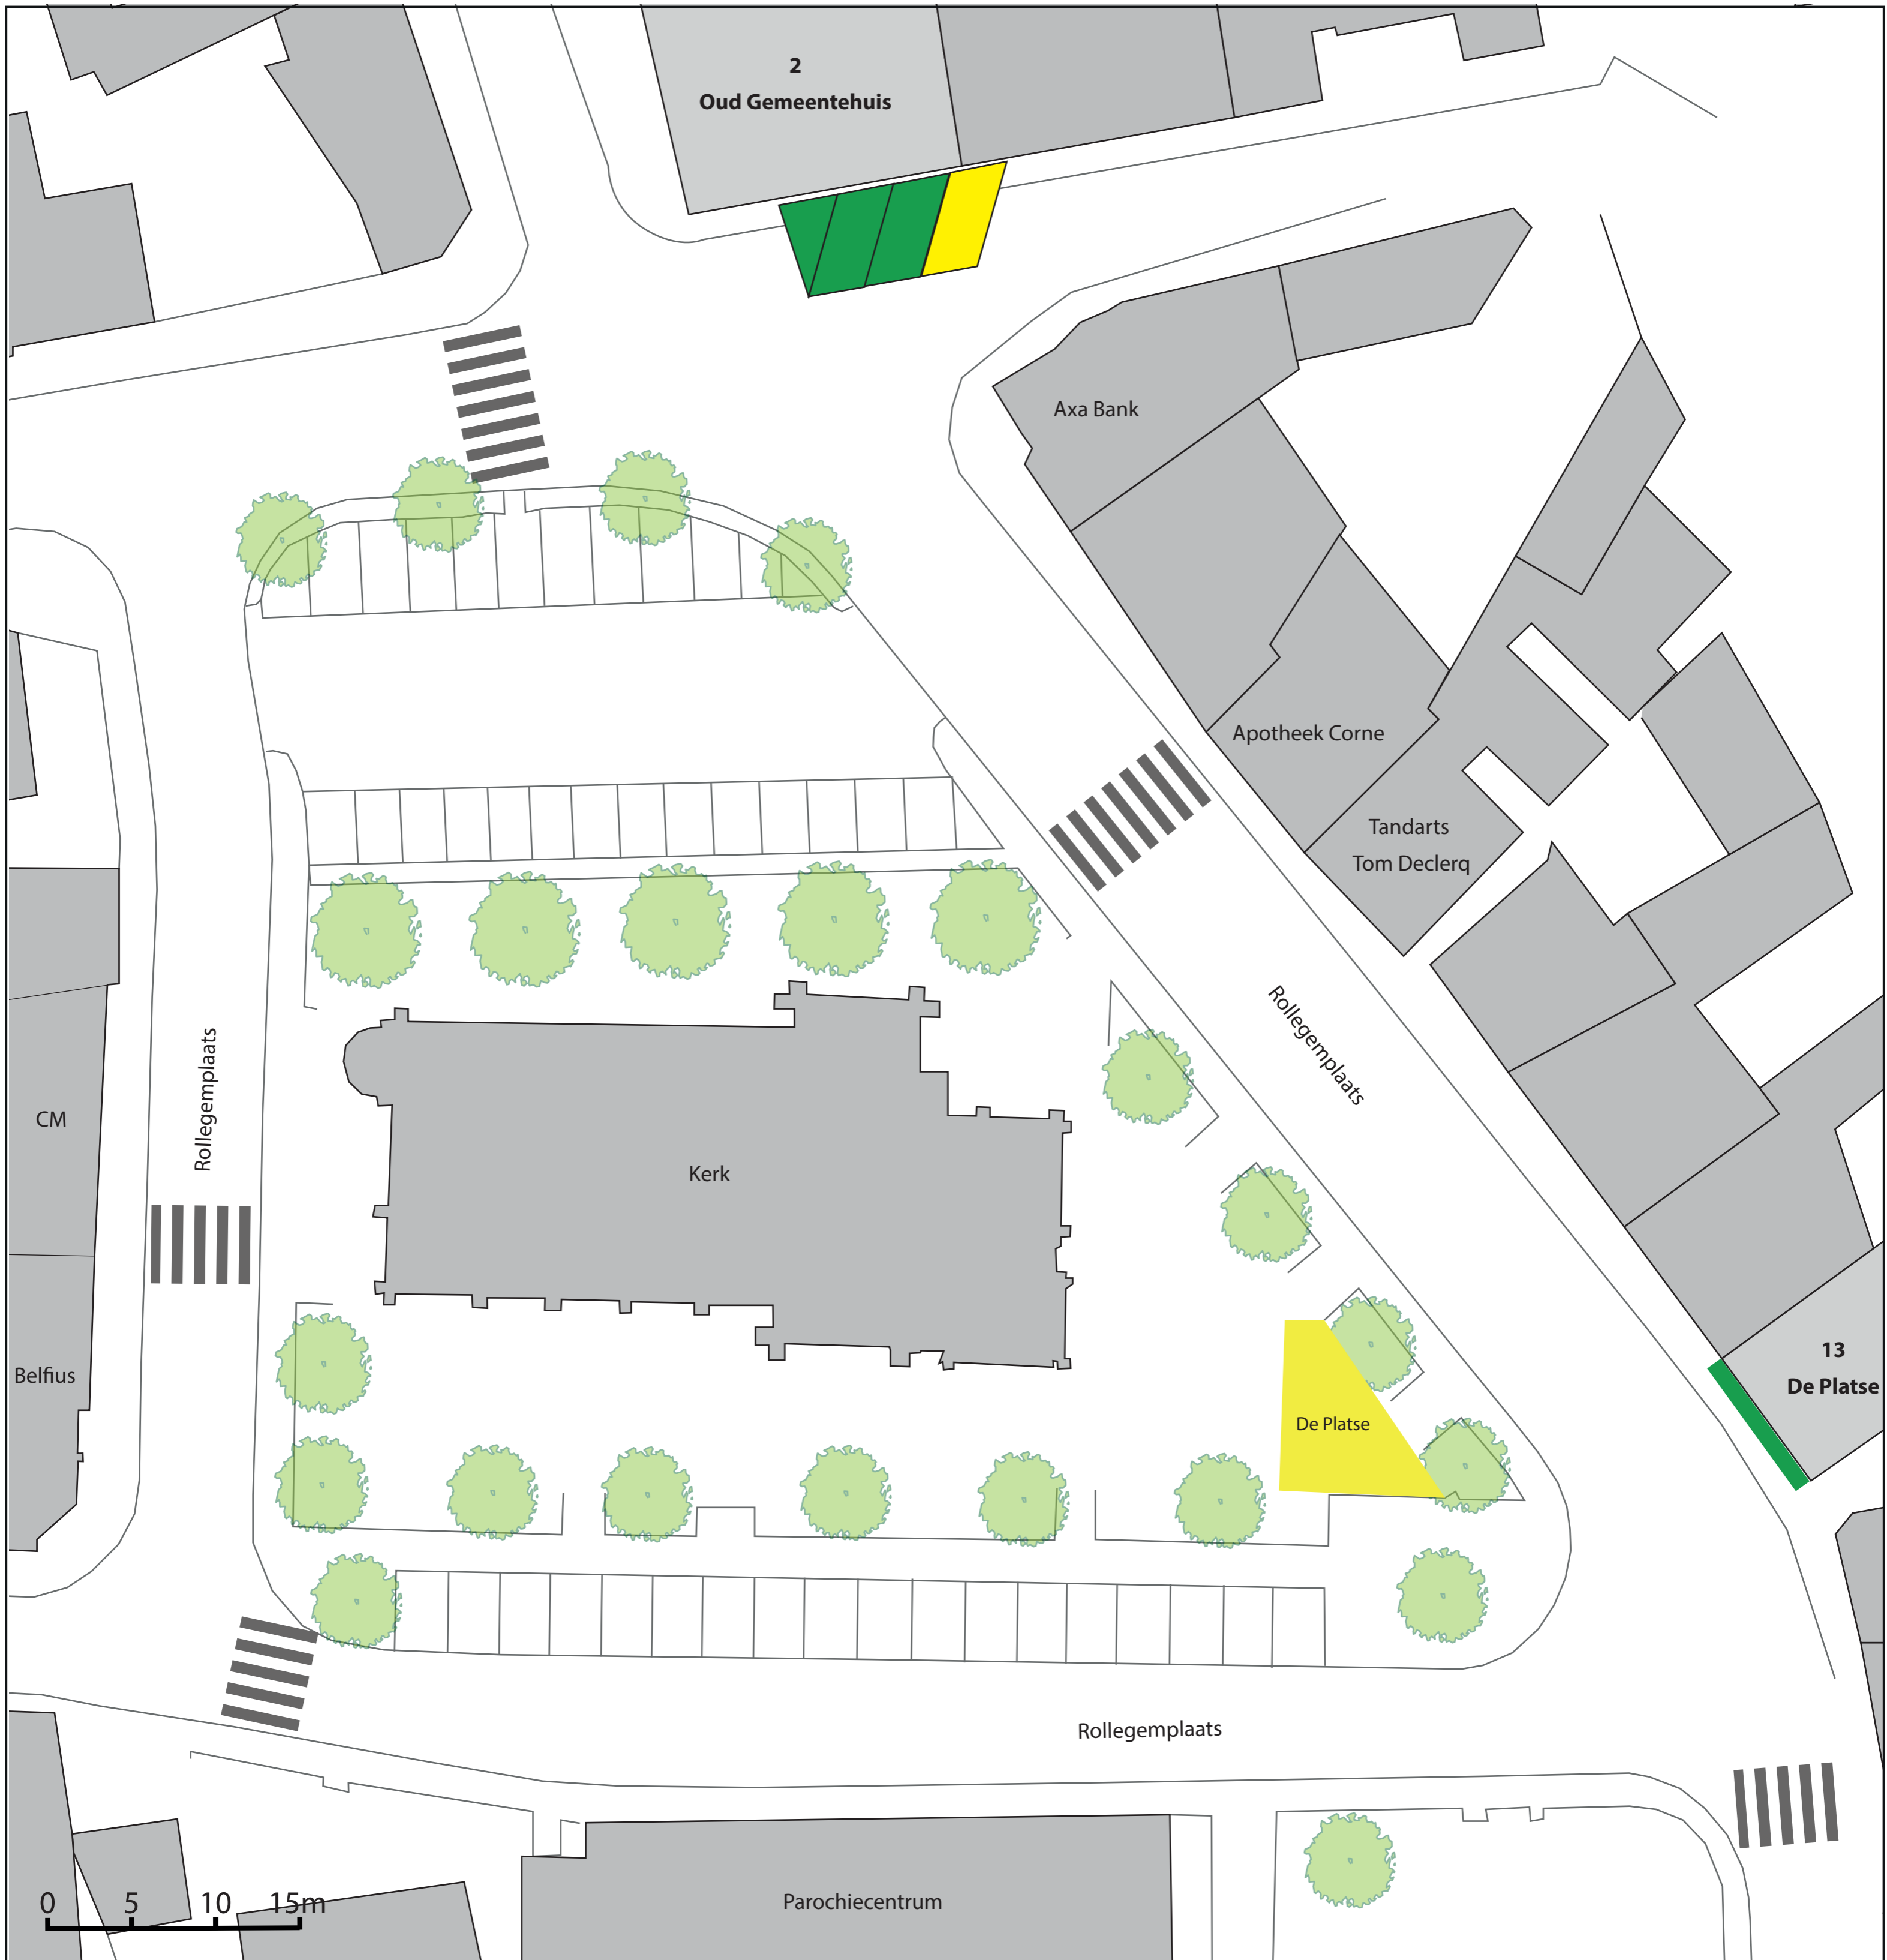 2
Oud Gemeentehuis
Axa Bank
Apotheek Corne
Tandarts
Tom Declerq
Rollegemplaats
Rollegemplaats
CM
Kerk
Belfius
13
De Platse
De Platse
Rollegemplaats
Parochiecentrum
0 5 10 15m